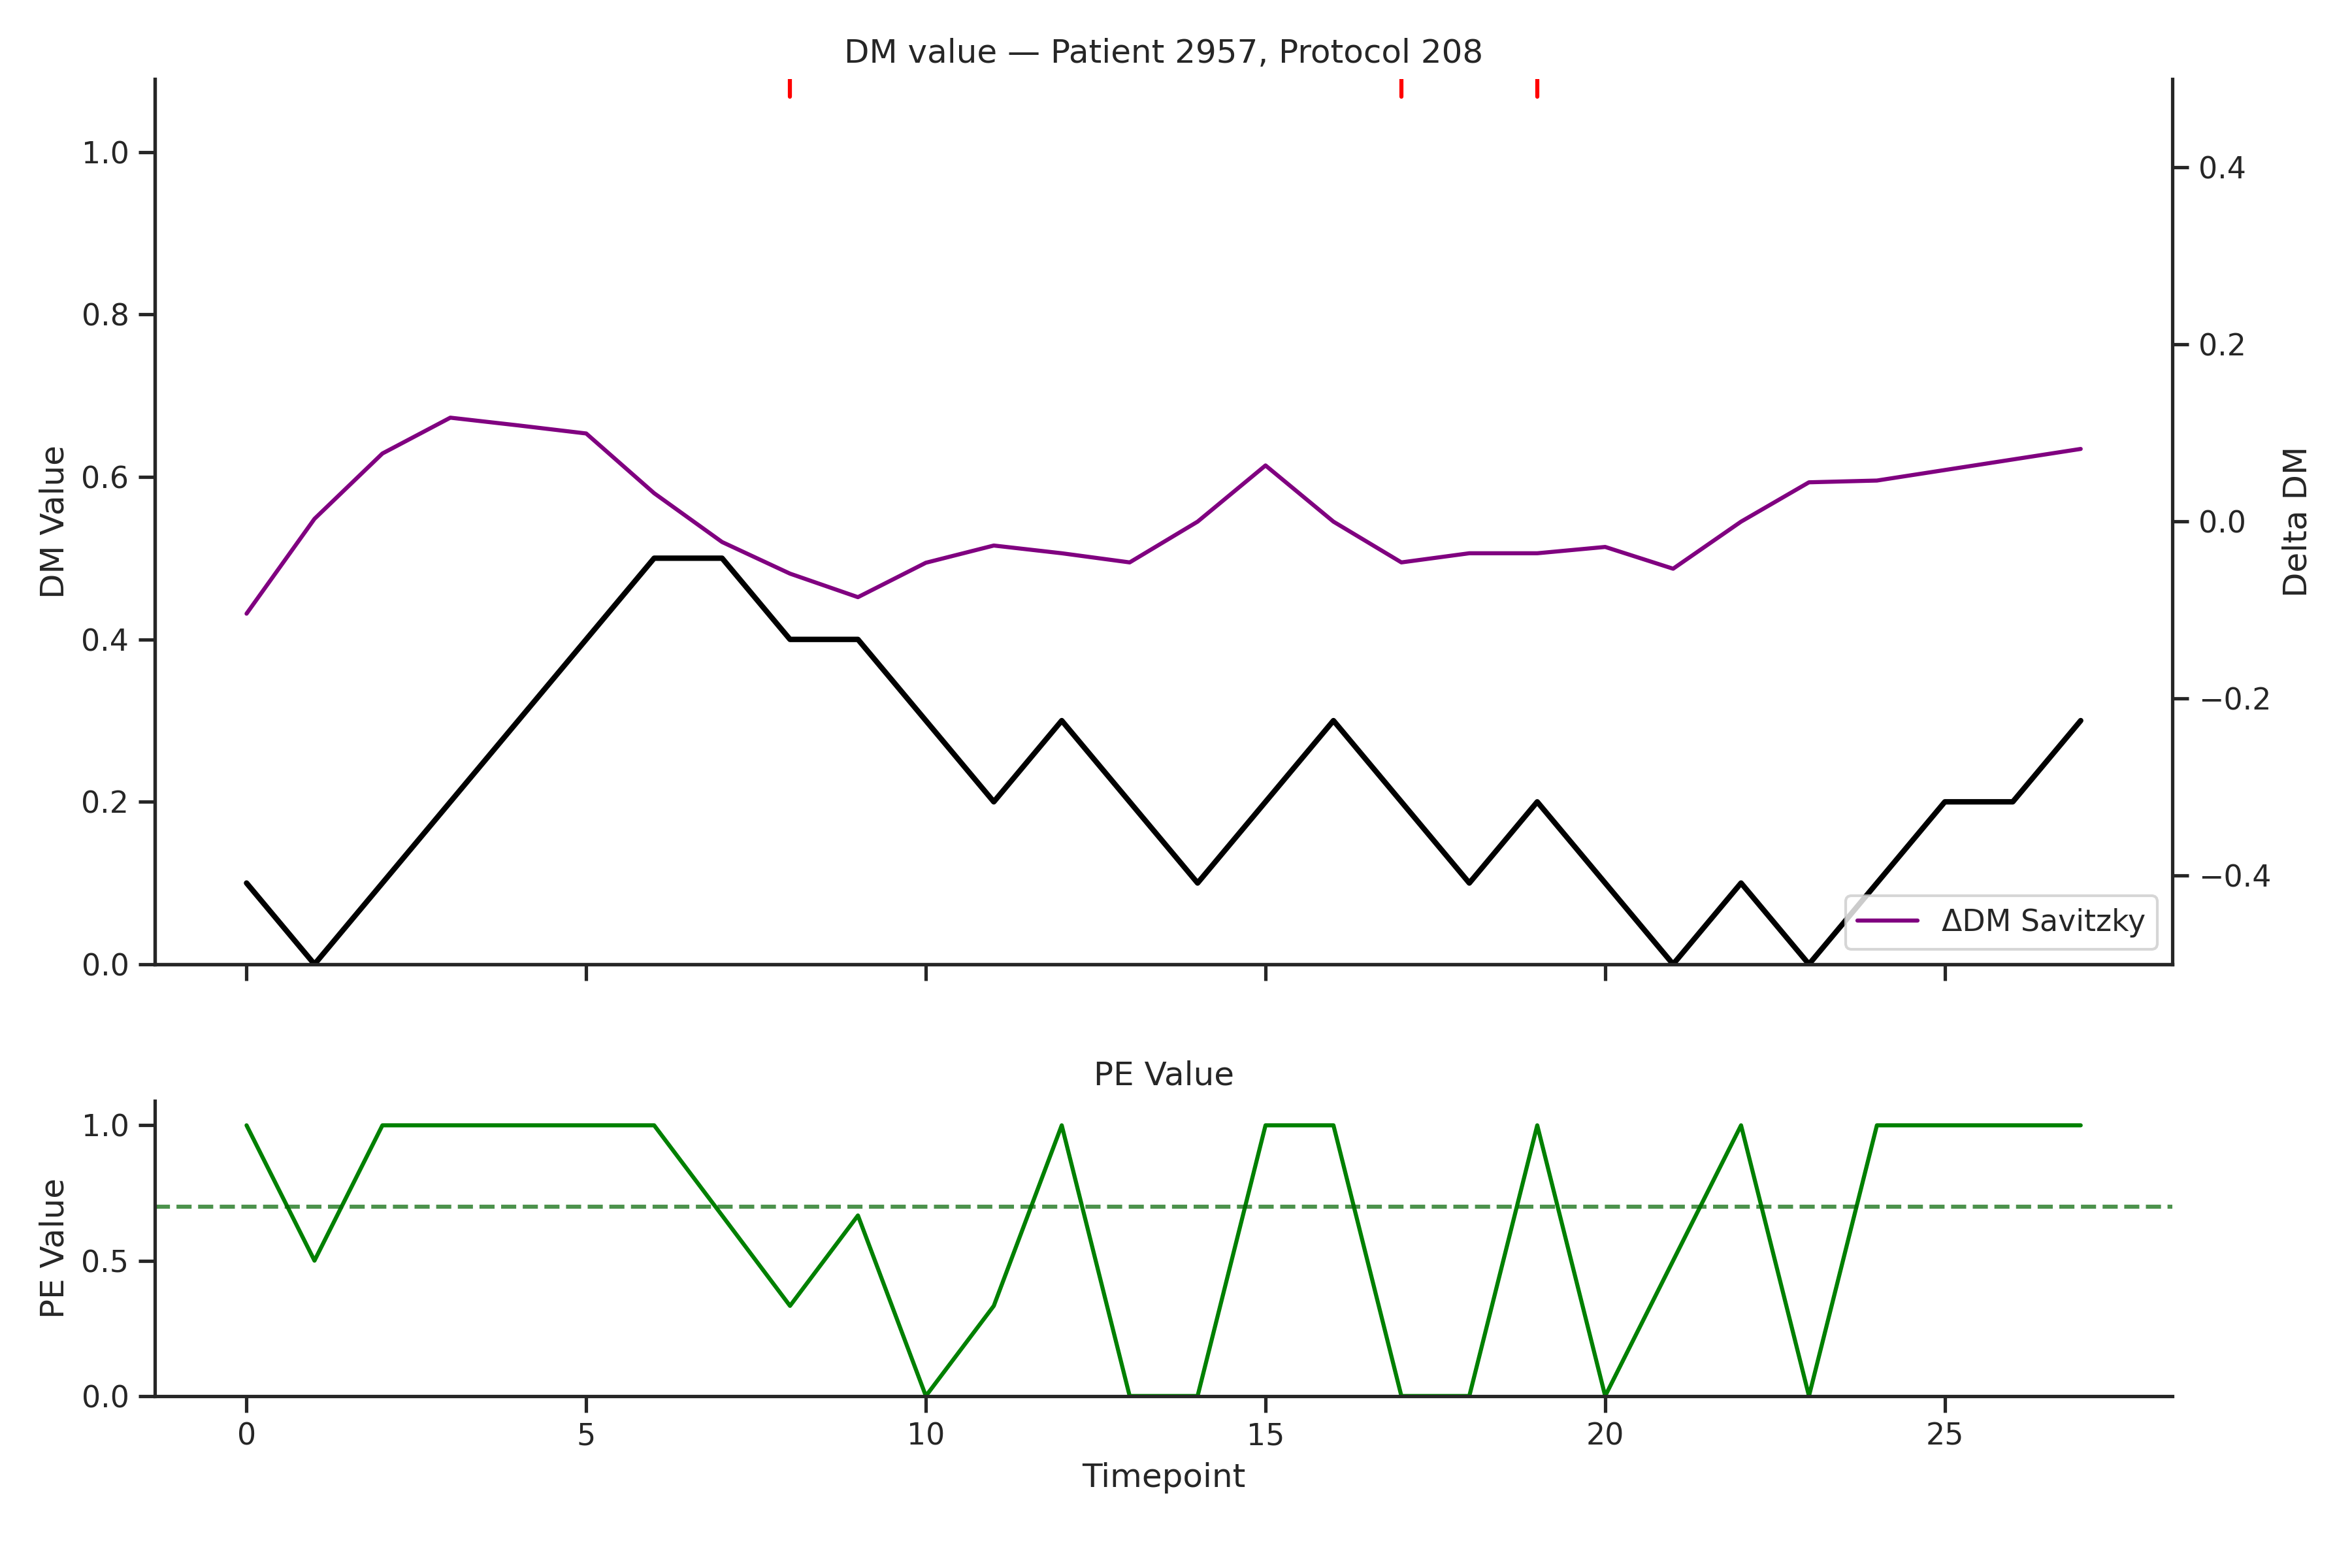 DM value — Patient 2957, Protocol 208
1.0
0.8
0.6
0.4
0.2
0.0
DM Value
0.4
0.2
0.0
−0.2
−0.4
Delta DM
ΔDM Savitzky
PE Value
1.0
0.5
0.0
PE Value
0 5 10 15 20 25
Timepoint